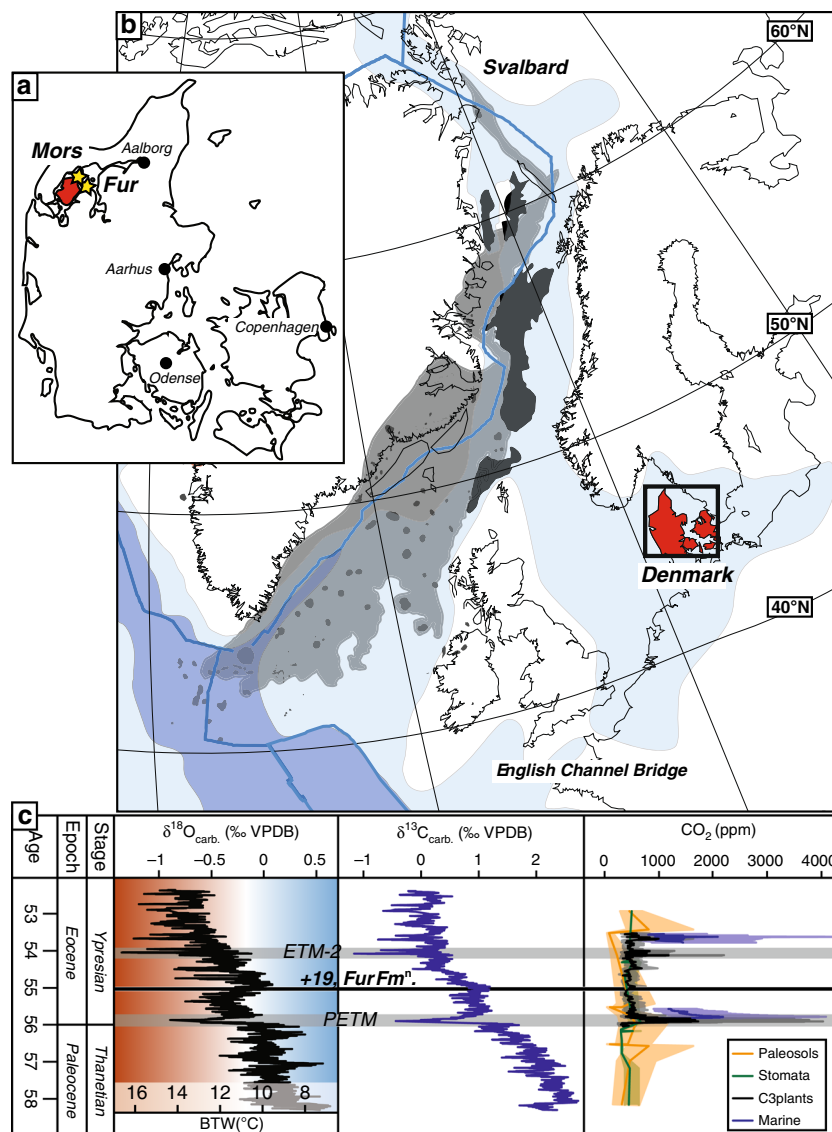 b
60°N
Svalbard
a
Mors
Aalborg
Fur
Aarhus
Copenhagen
Odense
50°N
Denmark
40°N
English Channel Bridge
c
Age
Epoch
Stage
δ18Ocarb. (‰ VPDB)
δ13Ccarb. (‰ VPDB)
CO2 (ppm)
−1 −0.5 0 0.5
−1 0 1 2
0 1000 2000 3000 4000
53
54
55
56
57
58
Eocene
Paleocene
Ypresian
Thanetian
ETM-2
+19, Fur Fmn.
PETM
16 14 12 10 8
BTW(°C)
Paleosols
Stomata
C3plants
Marine